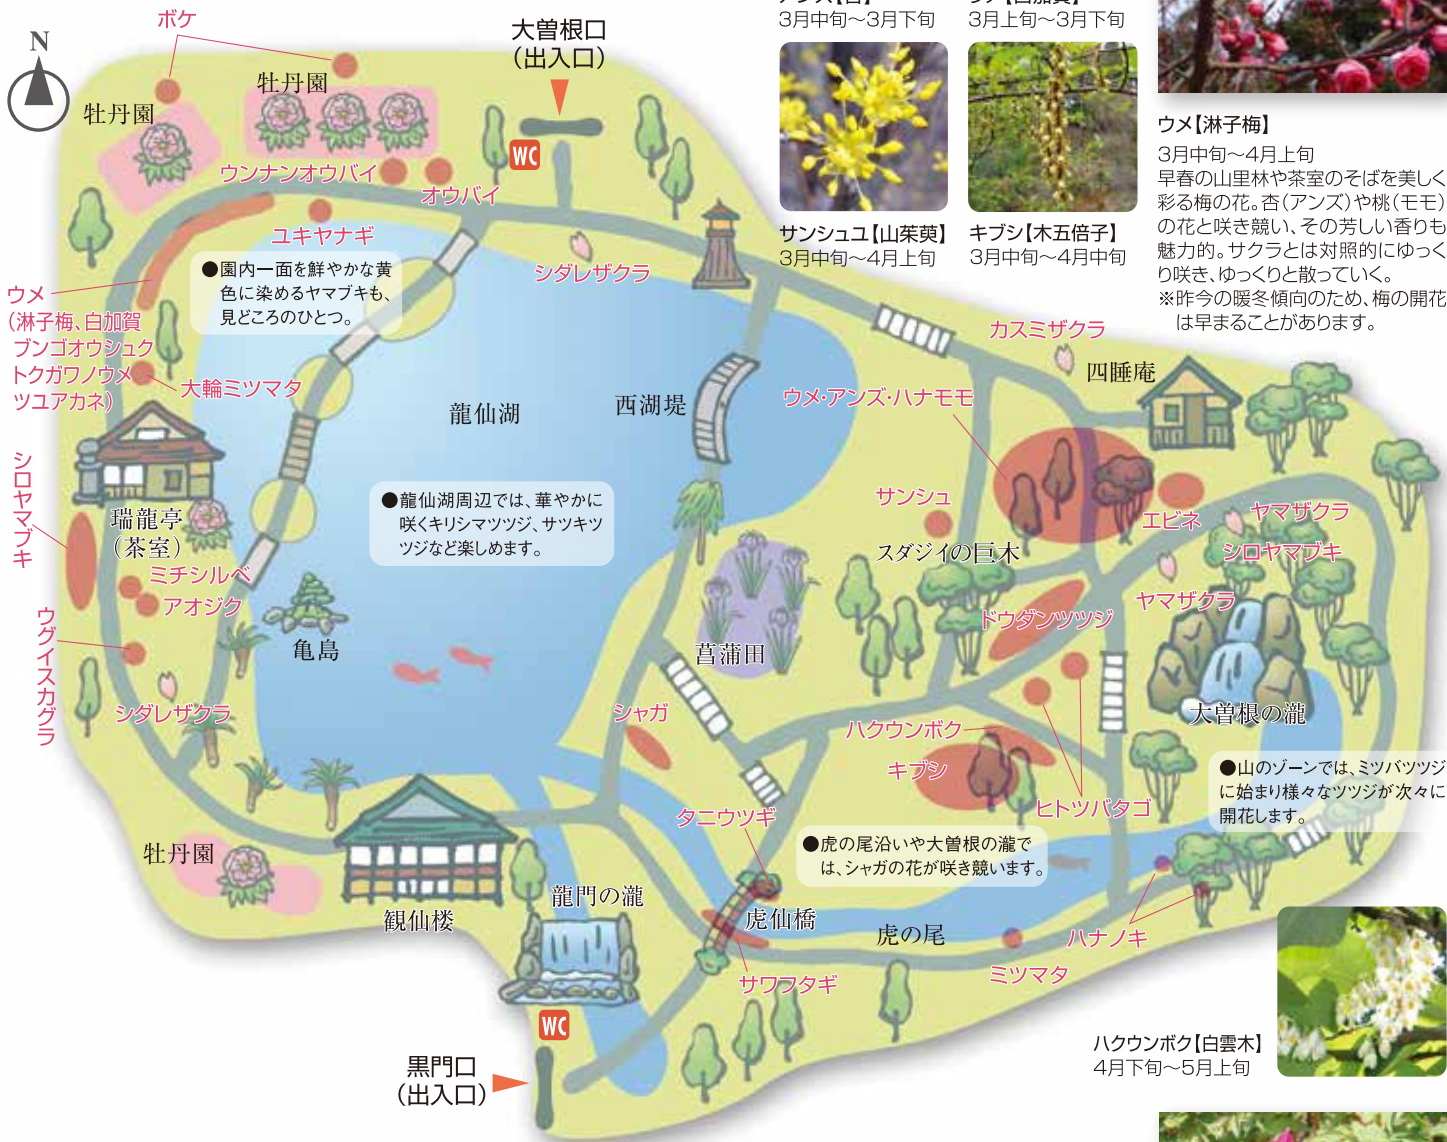 3月中旬～3月下旬
3月上旬～3月下旬
サンシュユ【山茱萸】
3月中旬～4月上旬
キブシ【木五倍子】
3月中旬～4月中旬
ウメ【淋子梅】
3月中旬～4月上旬
早春の山里林や茶室のそばを美しく
彩る梅の花。杏（アンズ）や桃（モモ）
の花と咲き競い、その芳しい香りも
魅力的。サクラとは対照的にゆっく
り咲き、ゆっくりと散っていく。
※昨今の暖冬傾向のため、梅の開花
は早まることがあります。
N
ボケ
大曽根口
（出入口）
牡丹園
牡丹園
WC
ウンナンオウバイ
オウバイ
ユキヤナギ
シダレザクラ
●園内一面を鮮やかな黄
色に染めるヤマブキも、
見どころのひとつ。
ウメ
（淋子梅、白加賀
ブンゴオウシュク
トクガワノウメ
ツユアカネ）
大輪ミツマタ
龍仙湖
西湖堤
カスミザクラ
四睡庵
ウメ・アンズ・ハナモモ
シロヤマブキ
瑞龍亭
（茶室）
●龍仙湖周辺では、華やかに
咲くキリシマツツジ、サツキツ
ツジなど楽しめます。
サンシュ
エビネ
ヤマザクラ
シロヤマブキ
スダジイの巨木
ミチシルベ
アオジク
ヤマザクラ
ドウダンツツジ
ウグイスカグラ
亀島
菖蒲田
シダレザクラ
シャガ
大曽根の瀧
ハクウンボク
キブシ
ヒトツバタゴ
●山のゾーンでは、ミツバツツジ
に始まり様々なツツジが次々に
開花します。
タニウツギ
●虎の尾沿いや大曽根の瀧で
は、シャガの花が咲き競います。
牡丹園
観仙楼
龍門の瀧
虎仙橋
虎の尾
ハナノキ
ミツマタ
サワフタギ
WC
黒門口
（出入口）
ハクウンボク【白雲木】
4月下旬～5月上旬